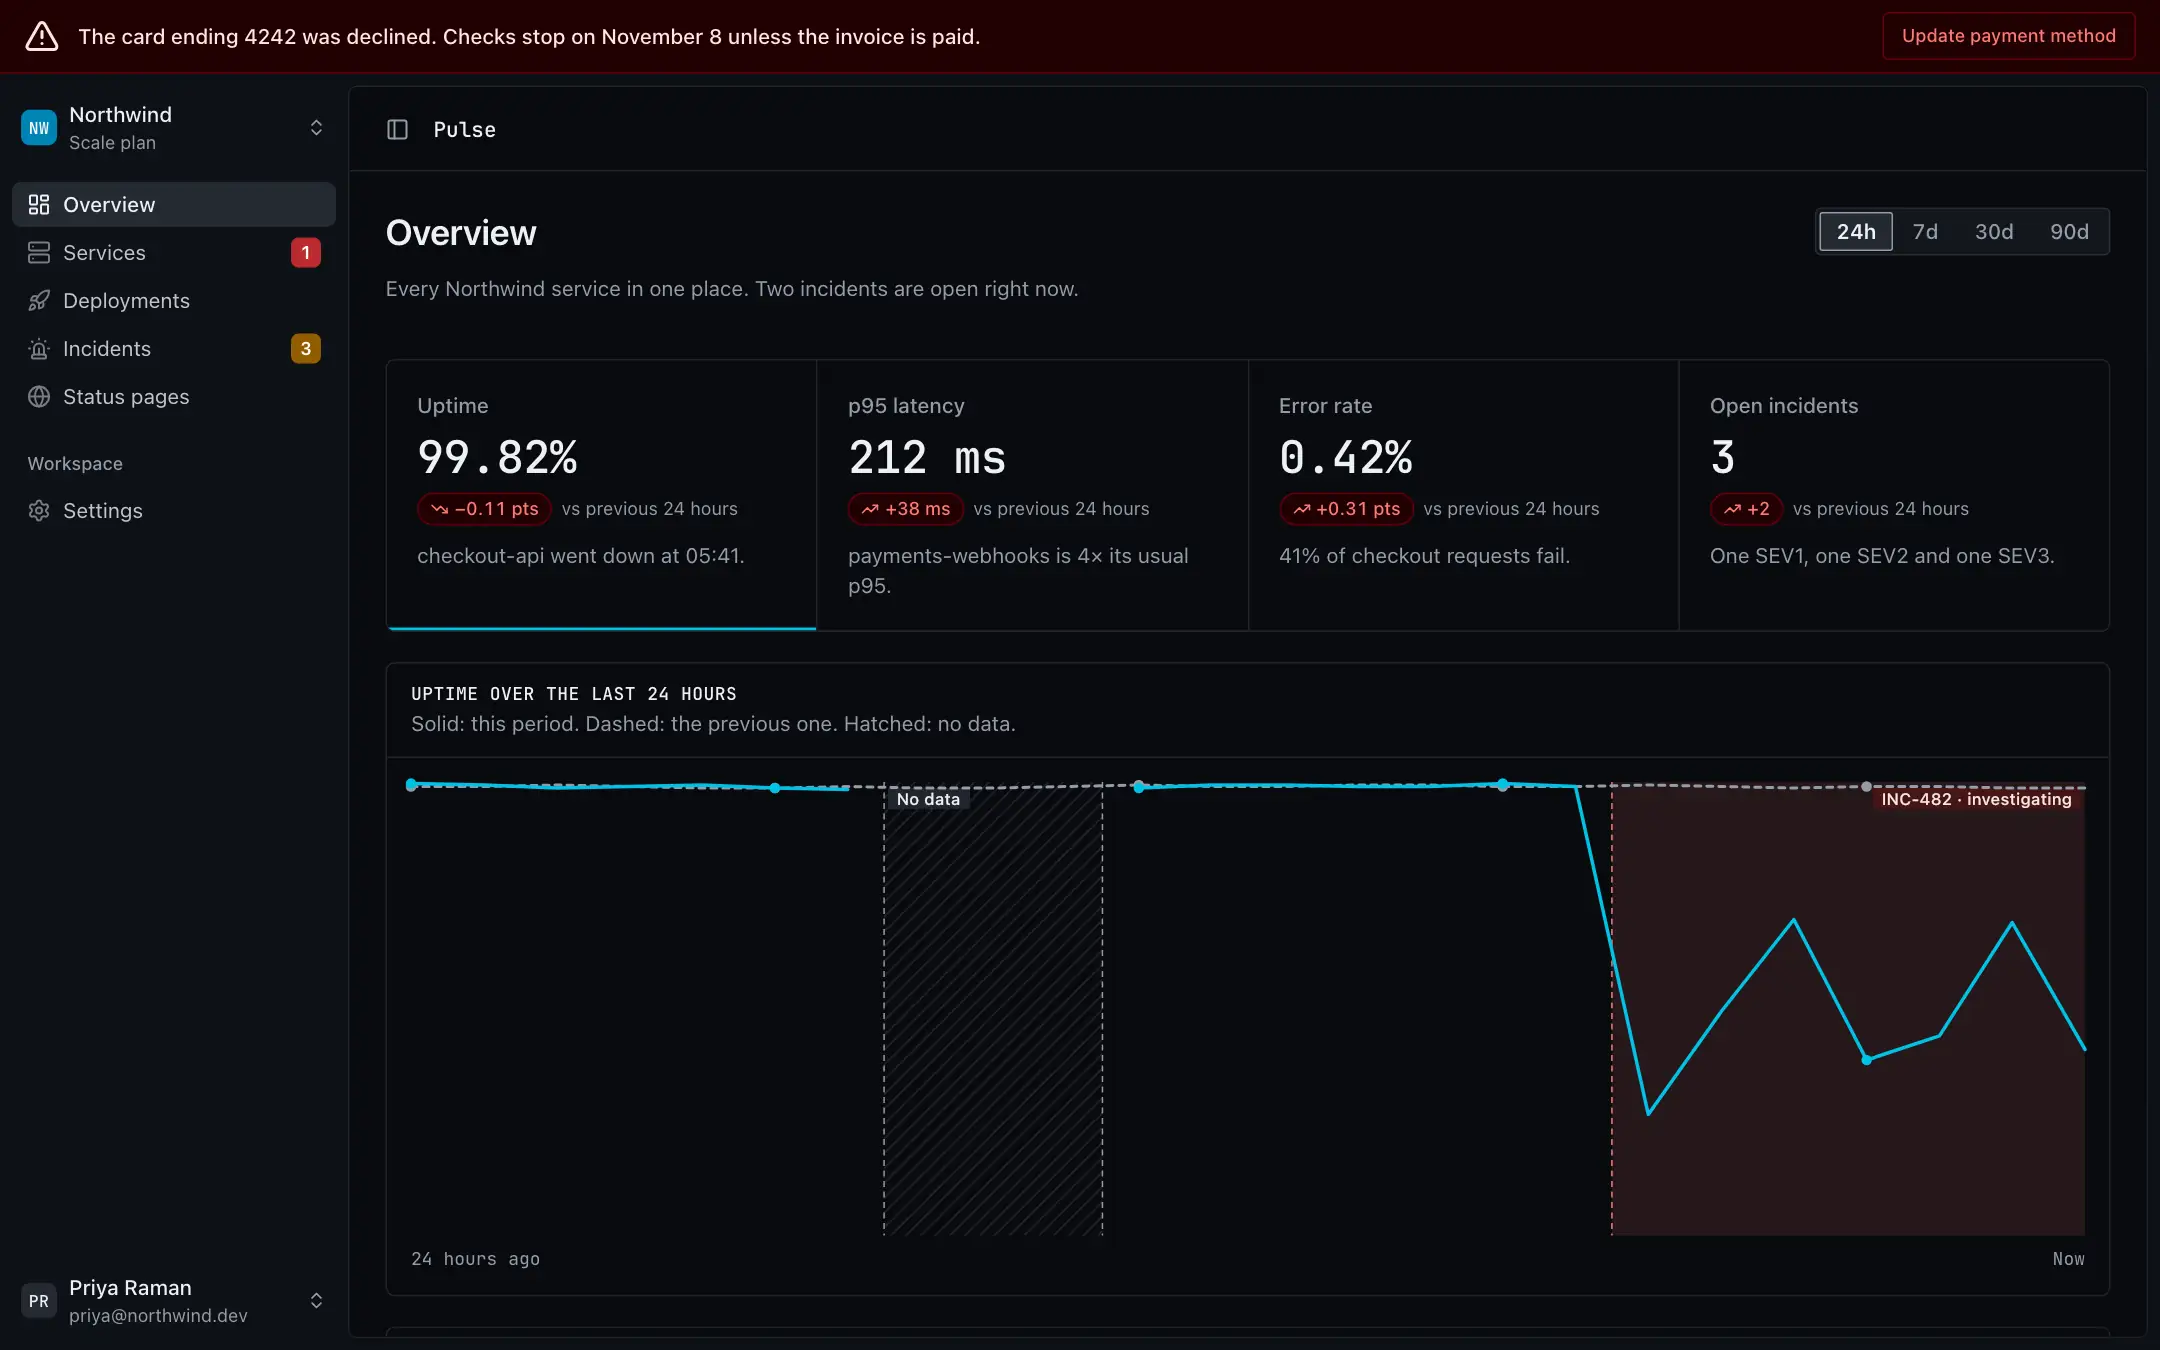 The card ending 4242 was declined. Checks stop on November 8 unless the invoice is paid.
Update payment method
NW
Northwind
Scale plan
Overview
Services
1
Deployments
Incidents
3
Status pages
Workspace
Settings
PR
Priya Raman
priya@northwind.dev
Pulse
Overview
24h
7d
30d
90d
Every Northwind service in one place. Two incidents are open right now.
Uptime
99.82%
−0.11 pts
vs previous 24 hours
checkout-api went down at 05:41.
p95 latency
212 ms
+38 ms
vs previous 24 hours
payments-webhooks is 4× its usual
p95.
Error rate
0.42%
+0.31 pts
vs previous 24 hours
41% of checkout requests fail.
Open incidents
3
+2
vs previous 24 hours
One SEV1, one SEV2 and one SEV3.
UPTIME OVER THE LAST 24 HOURS
Solid: this period. Dashed: the previous one. Hatched: no data.
No data
INC-482 · investigating
24 hours ago
Now